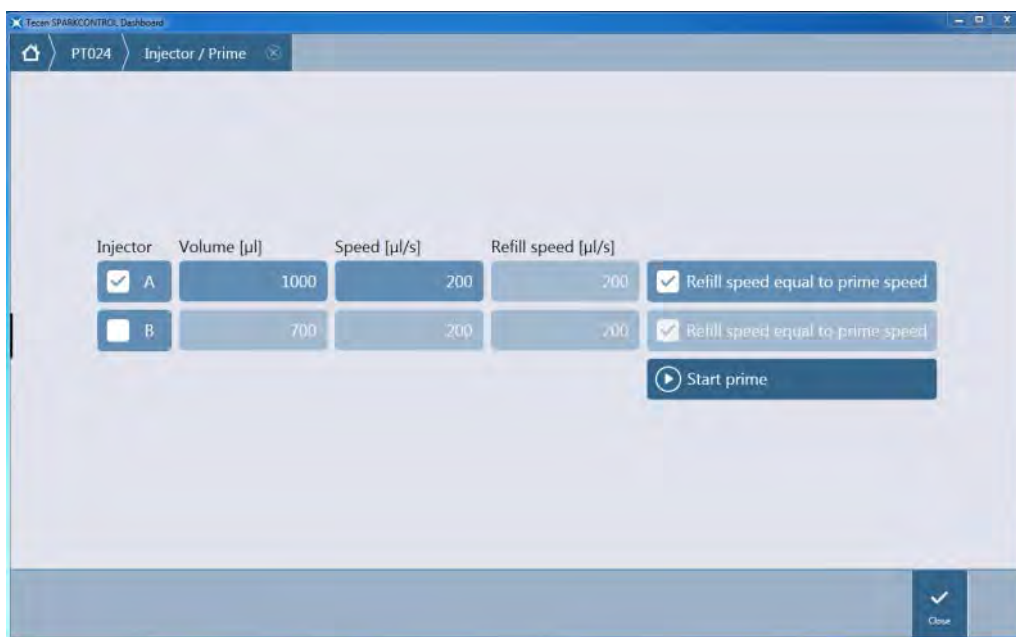 Tecan SPARKCONTROL Dashboard
PT024 Injector / Prime
Injector Volume [µl] Speed [µl/s] Refill speed [µl/s]
A 1000 200 200 Refill speed equal to prime speed
B 700 200 200 Refill speed equal to prime speed
Start prime
Close